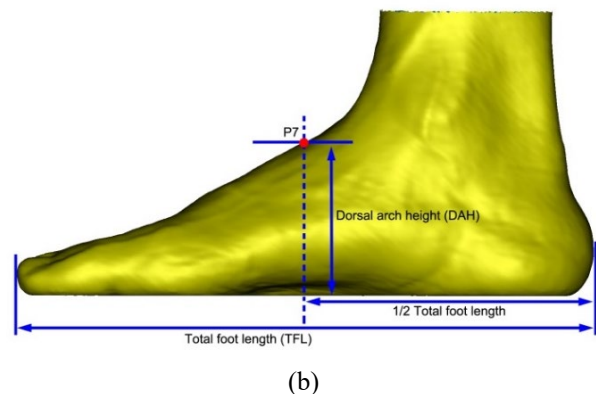 P7
Dorsal arch height (DAH)
1/2 Total foot length
Total foot length (TFL)
(b)